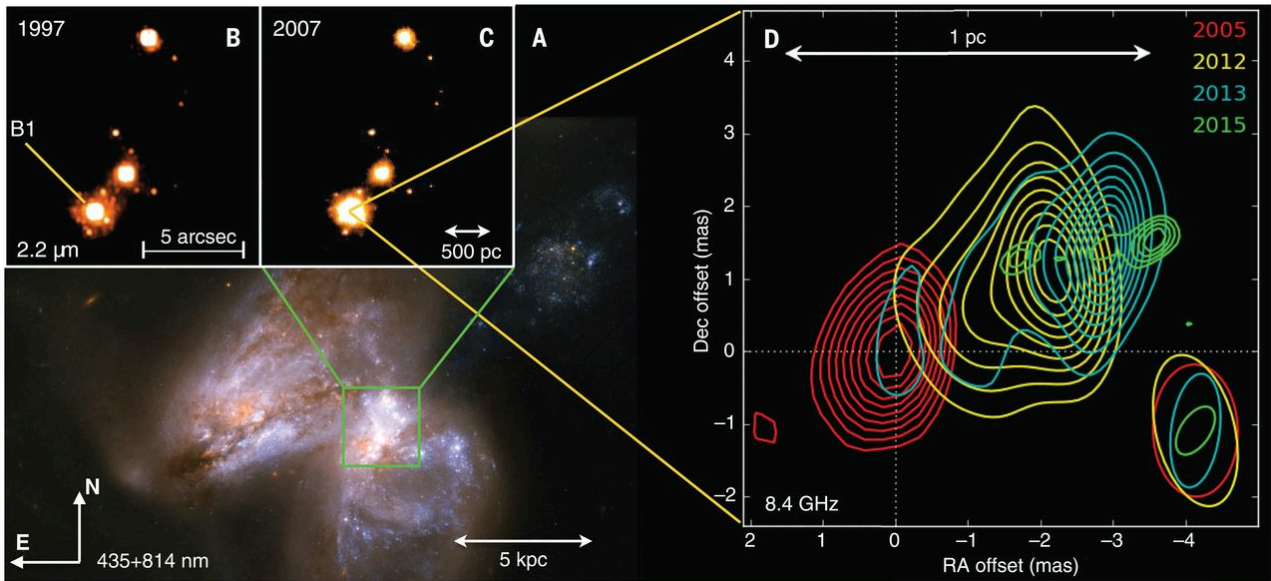 1997
B
B1
2.2 µm
5 arcsec
2007
C
500 pc
A
N
E
435+814 nm
5 kpc
D
1 pc
2005
2012
2013
2015
Dec offset (mas)
4
3
2
1
0
−1
−2
8.4 GHz
2 1 0 −1 −2 −3 −4
RA offset (mas)